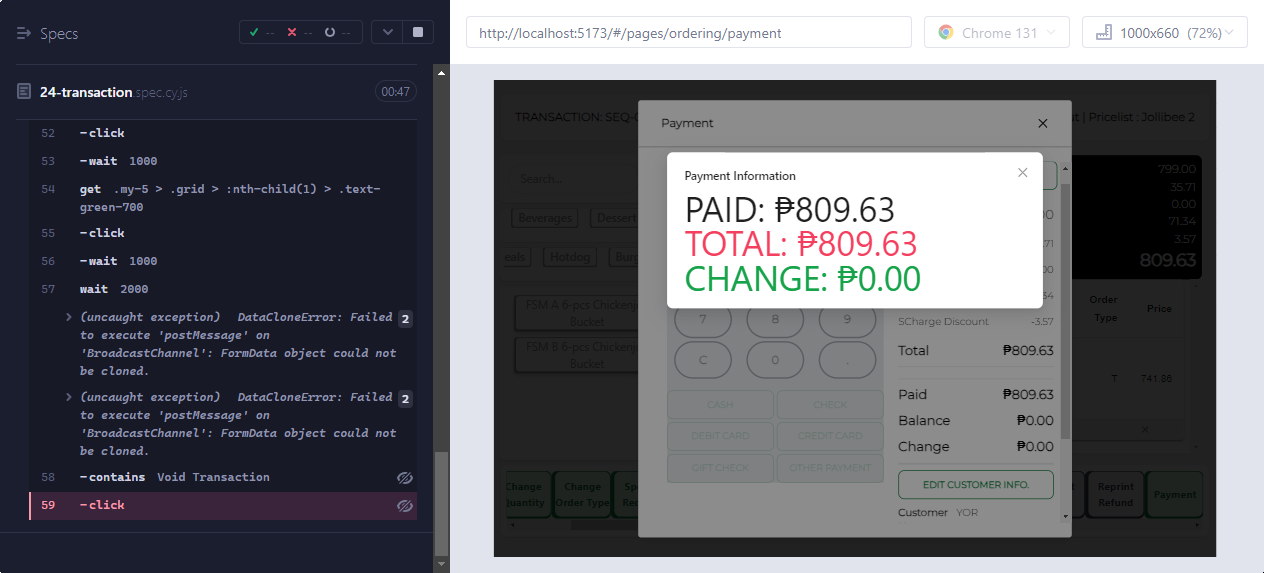 Specs
-- -- --
24-transaction.spec.cy.js
00:47
52 -click
53 -wait 1000
54 get .my-5 > .grid > :nth-child(1) > .text-
green-700
55 -click
56 -wait 1000
57 wait 2000
(uncaught exception) DataCloneError: Failed 2
to execute 'postMessage' on
'BroadcastChannel': FormData object could not
be cloned.
(uncaught exception) DataCloneError: Failed 2
to execute 'postMessage' on
'BroadcastChannel': FormData object could not
be cloned.
58 -contains Void Transaction
59 -click
http://localhost:5173/#/pages/ordering/payment
Chrome 131
1000x660 (72%)
TRANSACTION: SEQ-
Payment
t | Pricelist : Jollibee 2
Search...
Beverages Dessert
eals Hotdog Burg
FSM A 6-pcs Chickenj
Bucket
FSM B 6-pcs Chickenj
Bucket
Payment Information
PAID: ₱809.63
TOTAL: ₱809.63
CHANGE: ₱0.00
799.00
35.71
0.00
71.34
3.57
809.63
Order
Type
Price
T 741.86
7 8 9
C 0 .
CASH CHECK
DEBIT CARD CREDIT CARD
GIFT CHECK OTHER PAYMENT
SCharge Discount -3.57
Total ₱809.63
Paid ₱809.63
Balance ₱0.00
Change ₱0.00
EDIT CUSTOMER INFO.
Customer YOR
Change
Quantity
Change
Order Type
Reprint
Refund
Payment